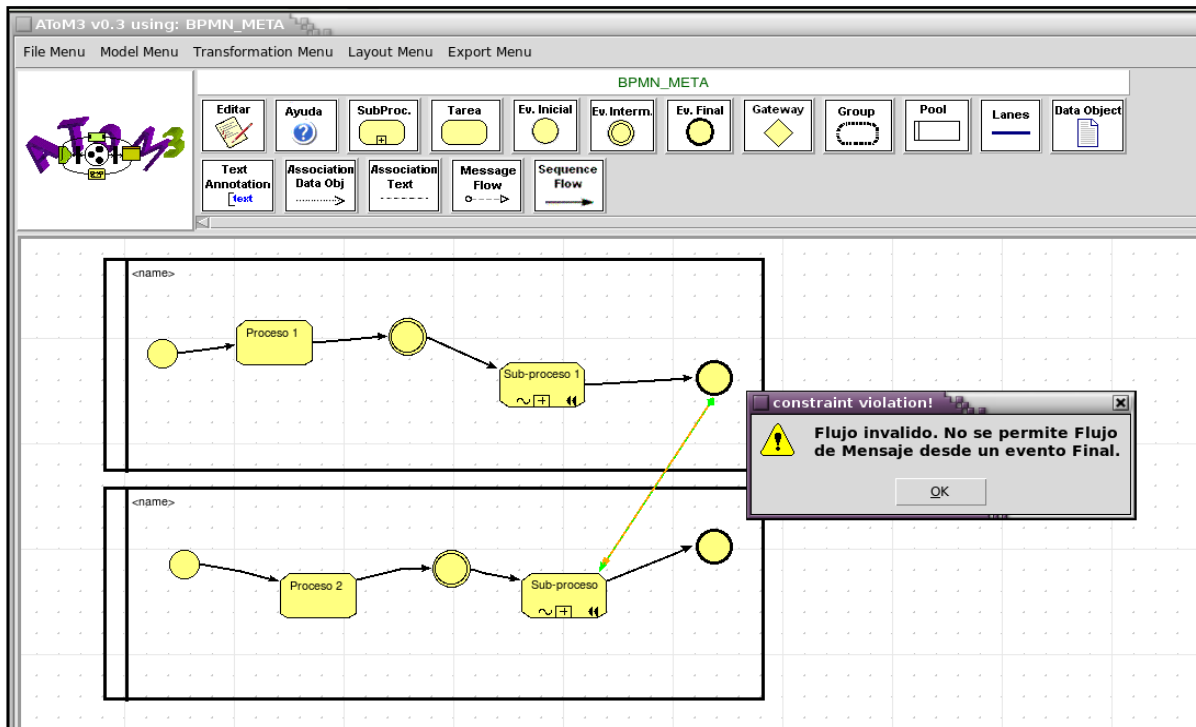 AToM3 v0.3 using: BPMN_META
File Menu Model Menu Transformation Menu Layout Menu Export Menu
AToM3
BPMN_META
Editar
Ayuda
SubProc.
Tarea
Ev. Inicial
Ev. Interm.
Ev. Final
Gateway
Group
Pool
Lanes
Data Object
Text
Annotation
[text
Association
Data Obj
Association
Text
Message
Flow
Sequence
Flow
<name>
Proceso 1
Sub-proceso 1
constraint violation!
Flujo invalido. No se permite Flujo
de Mensaje desde un evento Final.
OK
<name>
Proceso 2
Sub-proceso